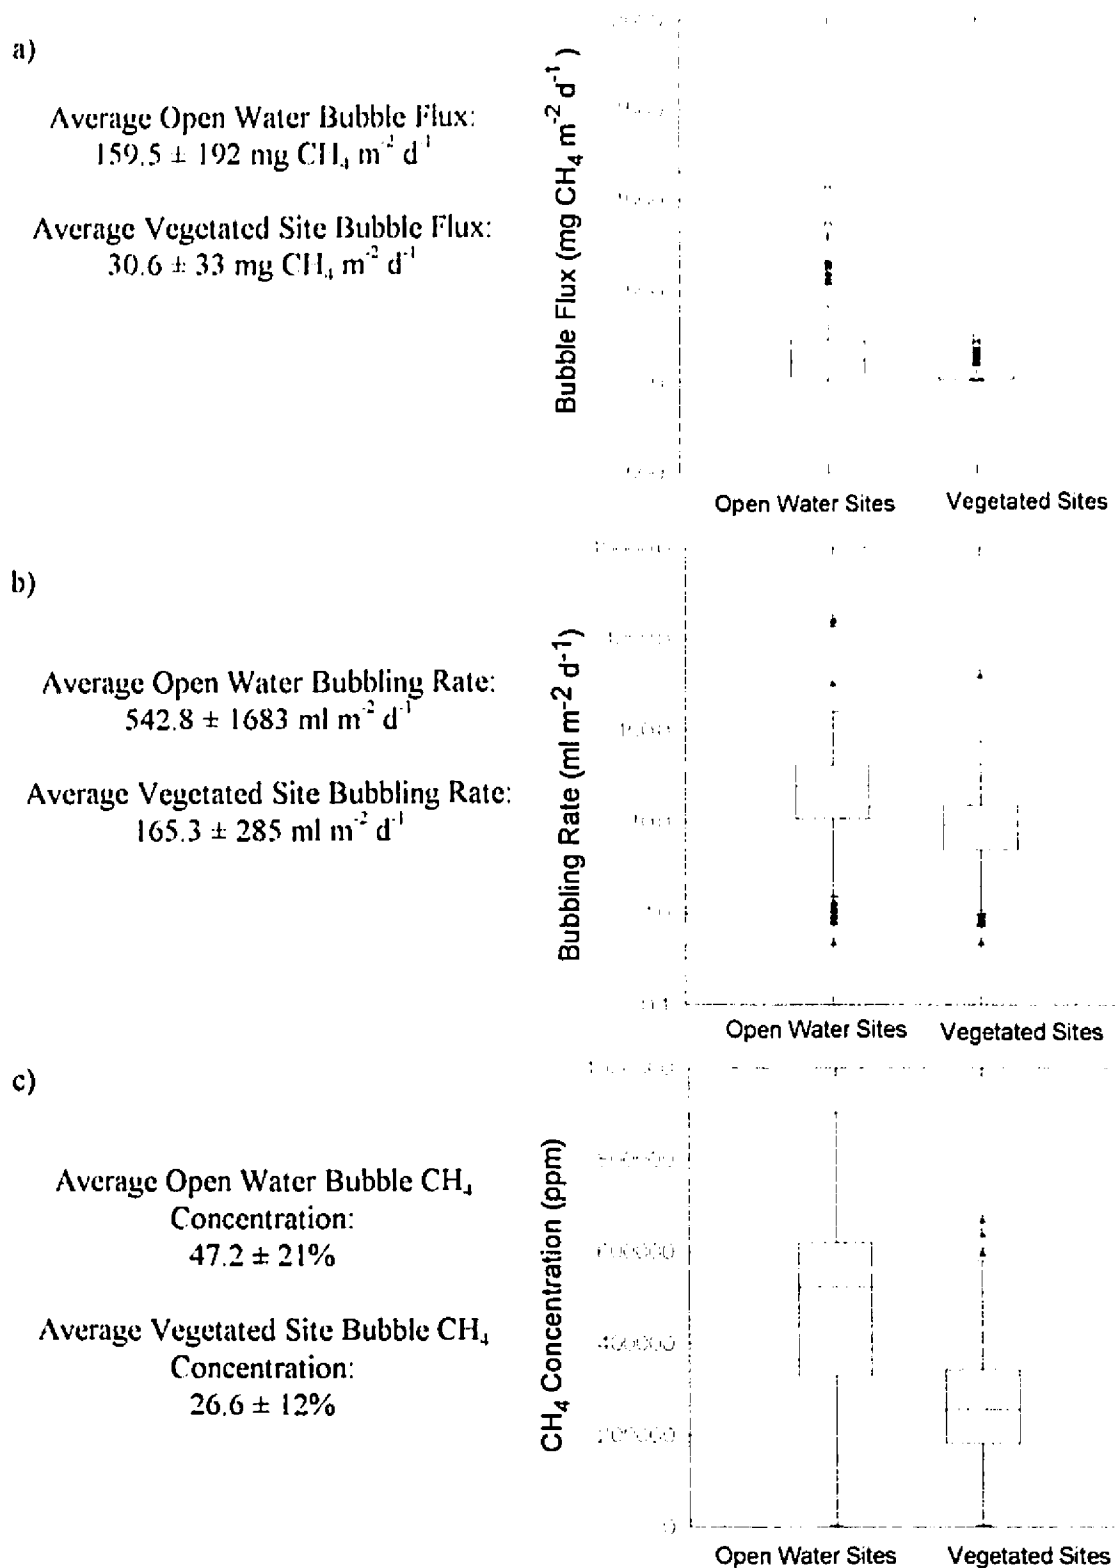 a)
Average Open Water Bubble Flux:
159.5 ± 192 mg CH₄ m⁻² d⁻¹
Average Vegetated Site Bubble Flux:
30.6 ± 33 mg CH₄ m⁻² d⁻¹
Bubble Flux (mg CH₄ m⁻² d⁻¹)
0
Open Water Sites Vegetated Sites
b)
Average Open Water Bubbling Rate:
542.8 ± 1683 ml m⁻² d⁻¹
Average Vegetated Site Bubbling Rate:
165.3 ± 285 ml m⁻² d⁻¹
Bubbling Rate (ml m⁻² d⁻¹)
0.1
Open Water Sites Vegetated Sites
c)
Average Open Water Bubble CH₄
Concentration:
47.2 ± 21%
Average Vegetated Site Bubble CH₄
Concentration:
26.6 ± 12%
CH₄ Concentration (ppm)
800000
600000
400000
200000
0
Open Water Sites Vegetated Sites